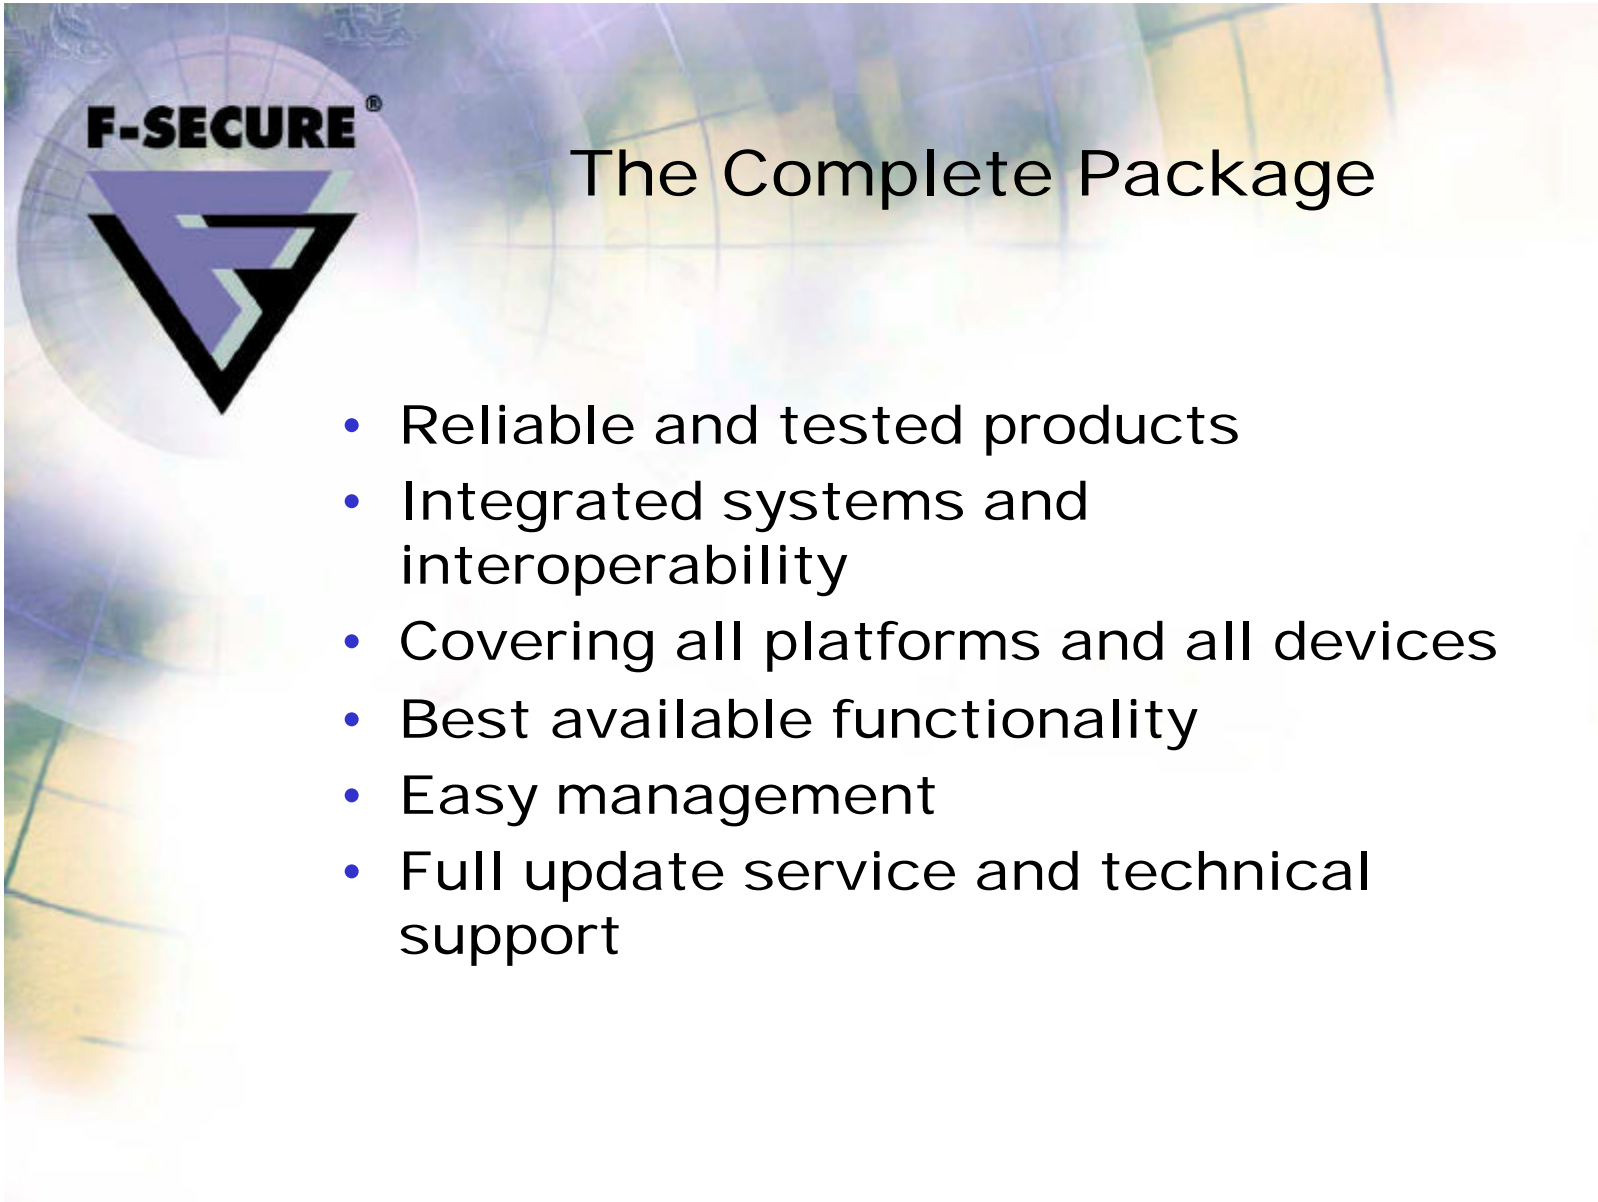 F-SECURE®
The Complete Package
• Reliable and tested products
• Integrated systems and
interoperability
• Covering all platforms and all devices
• Best available functionality
• Easy management
• Full update service and technical
support